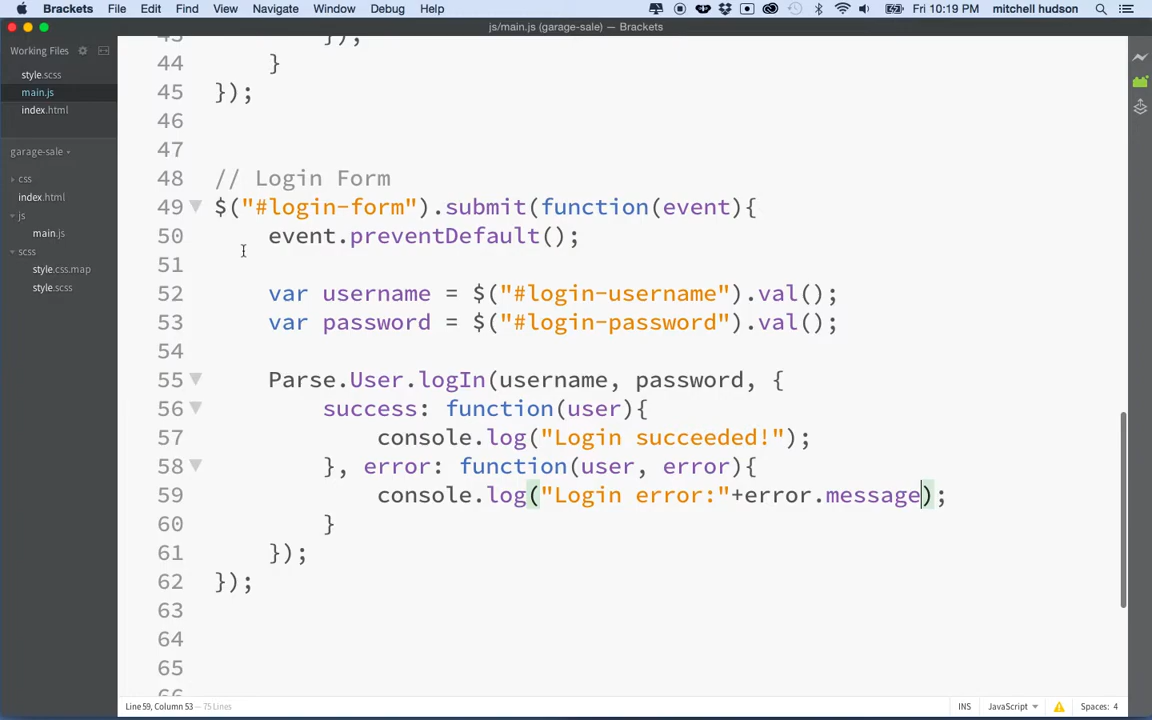 Brackets File Edit Find View Navigate Window Debug Help Fri 10:19 PM mitchell hudson
js/main.js (garage-sale) — Brackets
Working Files
style.scss
main.js
index.html
garage-sale
css
index.html
js
main.js
scss
style.css.map
style.scss
43 });
44 }
45 });
46
47
48 // Login Form
49 $("#login-form").submit(function(event){
50 event.preventDefault();
51
52 var username = $("#login-username").val();
53 var password = $("#login-password").val();
54
55 Parse.User.logIn(username, password, {
56 success: function(user){
57 console.log("Login succeeded!");
58 }, error: function(user, error){
59 console.log("Login error:"+error.message);
60 }
61 });
62 });
63
64
65
66
Line 59, Column 53 — 75 Lines INS JavaScript Spaces: 4